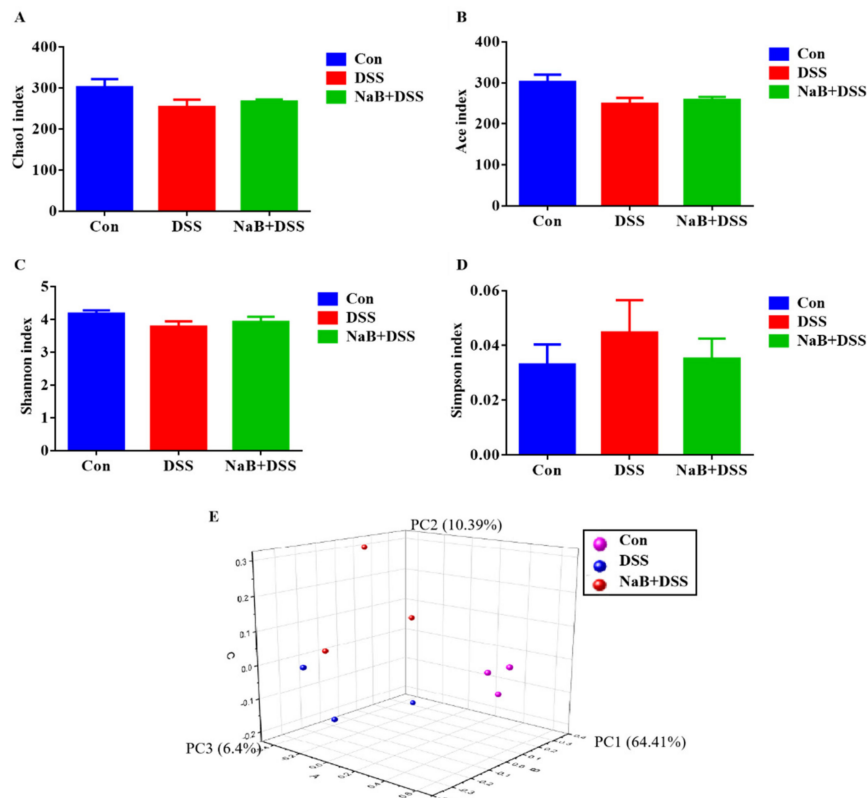 A
Chao1 index
400
300
200
100
0
Con
DSS
NaB+DSS
Con
DSS
NaB+DSS
B
Ace index
400
300
200
100
0
Con
DSS
NaB+DSS
Con
DSS
NaB+DSS
C
Shannon index
5
4
3
2
1
0
Con
DSS
NaB+DSS
Con
DSS
NaB+DSS
D
Simpson index
0.06
0.04
0.02
0.00
Con
DSS
NaB+DSS
Con
DSS
NaB+DSS
E
PC2 (10.39%)
Con
DSS
NaB+DSS
0.3
0.2
0.1
0.0
-0.1
-0.2
C
PC3 (6.4%)
PC1 (64.41%)
A
B